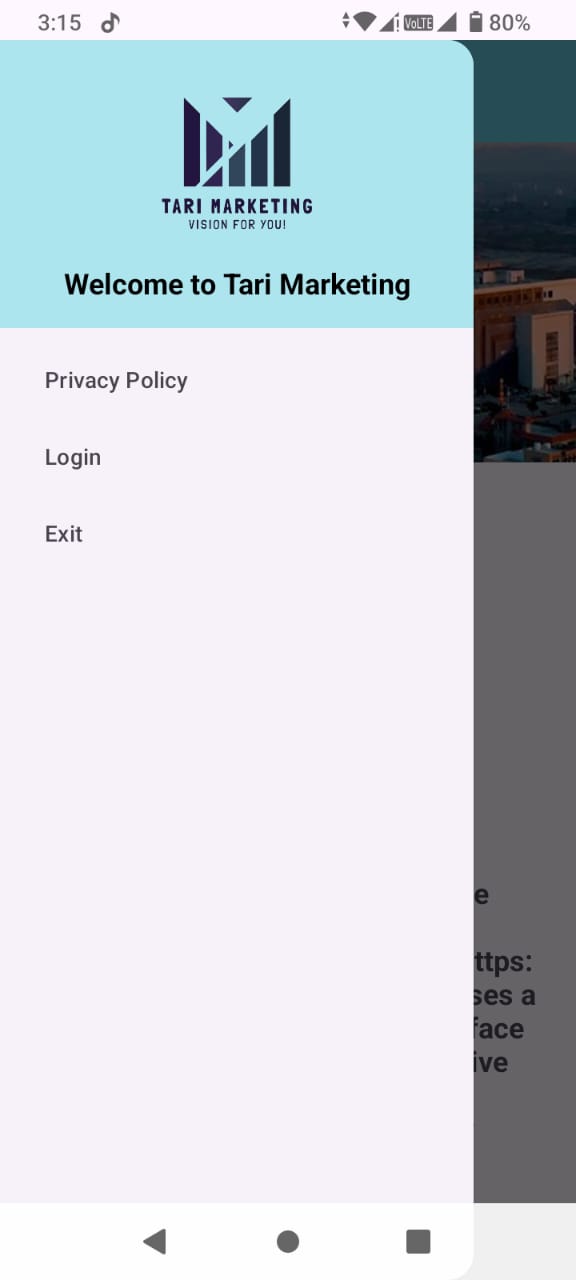 3:15
VoLTE
80%
TARI MARKETING
VISION FOR YOU!
Welcome to Tari Marketing
Privacy Policy
Login
Exit
e
ttps:
ses a
face
ive